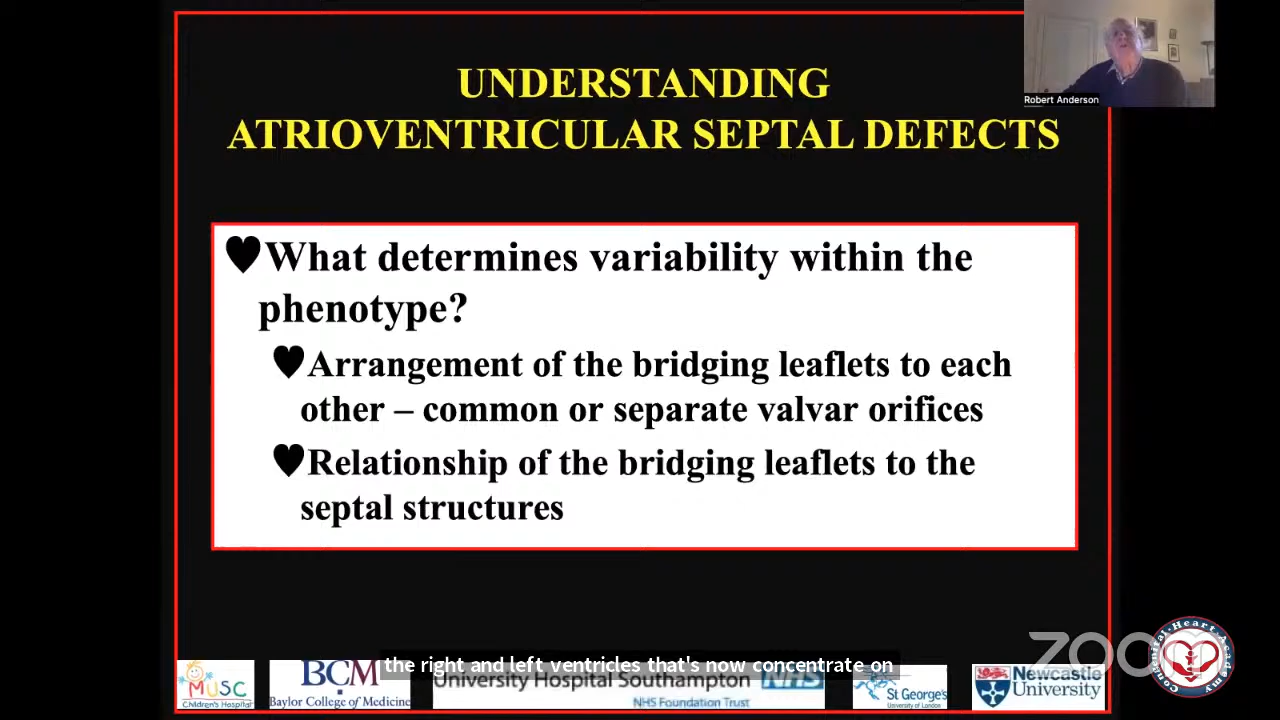 UNDERSTANDING
ATRIOVENTRICULAR SEPTAL DEFECTS
Robert Anderson
What determines variability within the
phenotype?
Arrangement of the bridging leaflets to each
other – common or separate valvar orifices
Relationship of the bridging leaflets to the
septal structures
the right and left ventricles that's now concentrate on
MUSC
Children's Hospital
BCM
Baylor College of Medicine
University Hospital Southampton
NHS
NHS Foundation Trust
St George's
University of London
Newcastle
University
zoom
Congenital Heart Academy